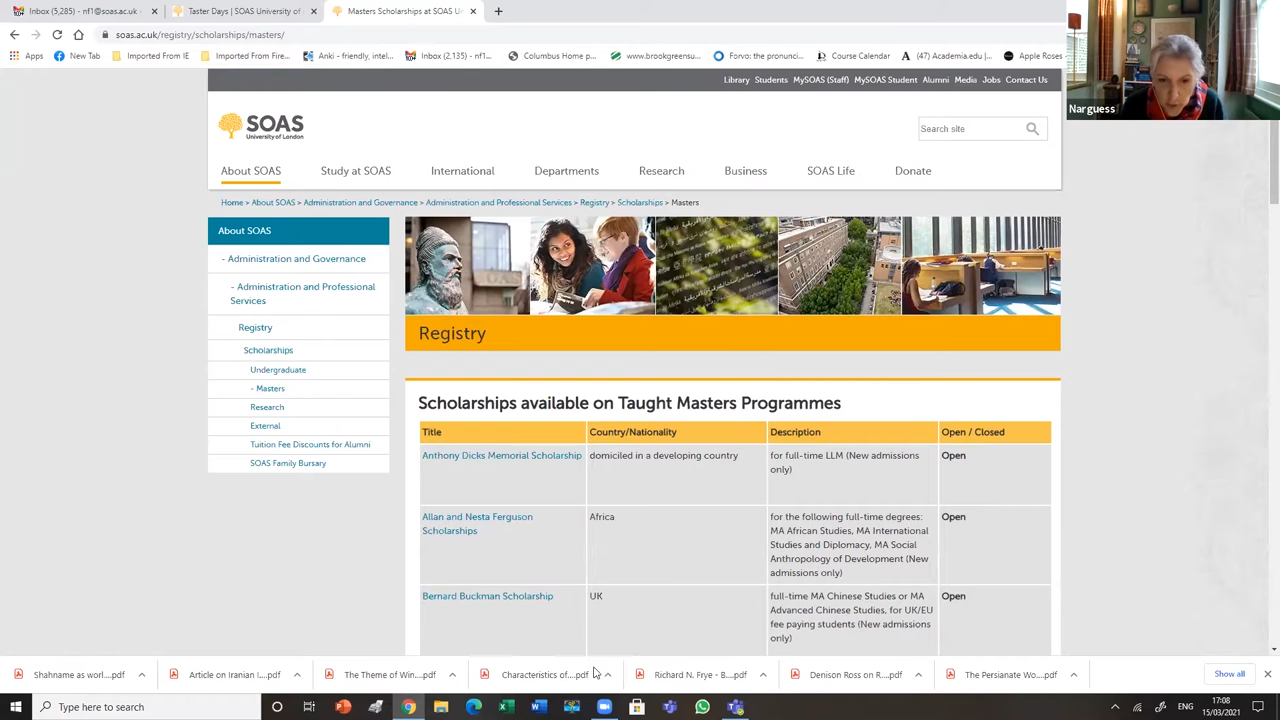 Inbox (5,285) - nf1@soas.ac.uk
Taster Days | SOAS University of
Masters Scholarships at SOAS Un
soas.ac.uk/registry/scholarships/masters/
Apps
New Tab
Imported From IE
Imported From Fire...
Anki - friendly, intel...
Inbox (2,135) - nf1...
Columbus Home p...
www.brookgreensu...
Forvo: the pronunci...
Course Calendar
(47) Academia.edu...
Apple Roses
Narguess
Library Students MySOAS (Staff) MySOAS Student Alumni Media Jobs Contact Us
SOAS
University of London
Search site
About SOAS Study at SOAS International Departments Research Business SOAS Life Donate
Home > About SOAS > Administration and Governance > Administration and Professional Services > Registry > Scholarships > Masters
About SOAS
- Administration and Governance
- Administration and Professional
Services
Registry
Scholarships
Undergraduate
- Masters
Research
External
Tuition Fee Discounts for Alumni
SOAS Family Bursary
Registry
Scholarships available on Taught Masters Programmes
Title Country/Nationality Description Open / Closed
Anthony Dicks Memorial Scholarship
domiciled in a developing country
for full-time LLM (New admissions
only)
Open
Allan and Nesta Ferguson
Scholarships
Africa
for the following full-time degrees:
MA African Studies, MA International
Studies and Diplomacy, MA Social
Anthropology of Development (New
admissions only)
Open
Bernard Buckman Scholarship
UK
full-time MA Chinese Studies or MA
Advanced Chinese Studies, for UK/EU
fee paying students (New admissions
only)
Open
Shahname as worl....pdf
Article on Iranian I....pdf
The Theme of Win....pdf
Characteristics of....pdf
Richard N. Frye - B....pdf
Denison Ross on R....pdf
The Persianate Wo....pdf
Show all
Type here to search
ENG
17:08
15/03/2021